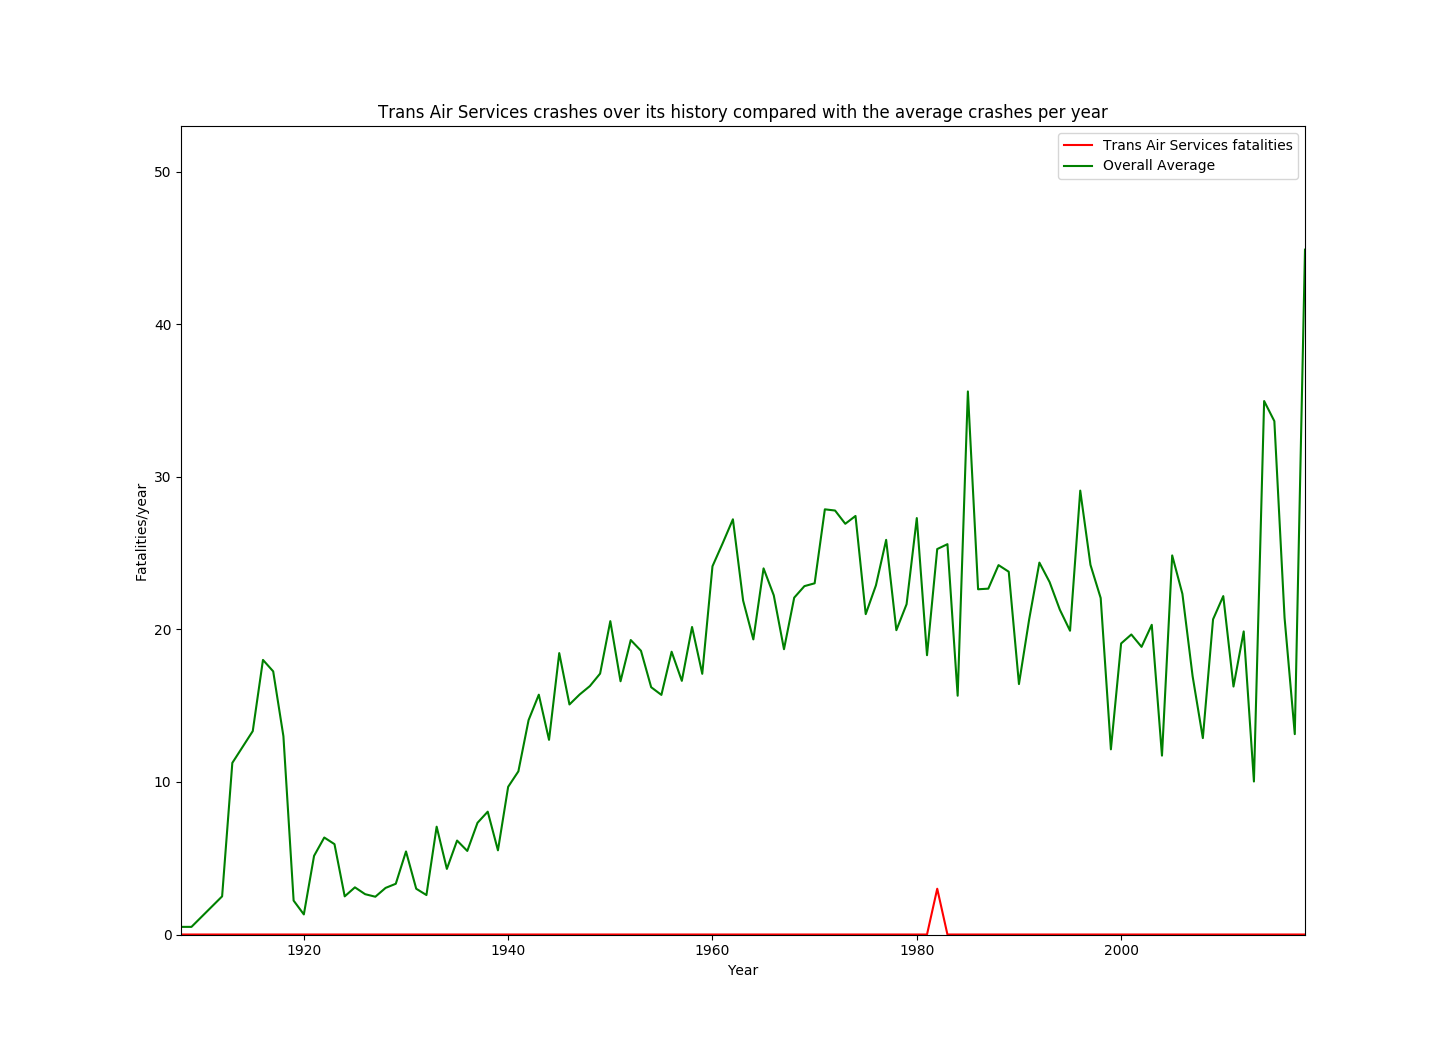 Trans Air Services crashes over its history compared with the average crashes per year
Trans Air Services fatalities
Overall Average
50
40
30
20
10
0
Fatalities/year
1920 1940 1960 1980 2000
Year